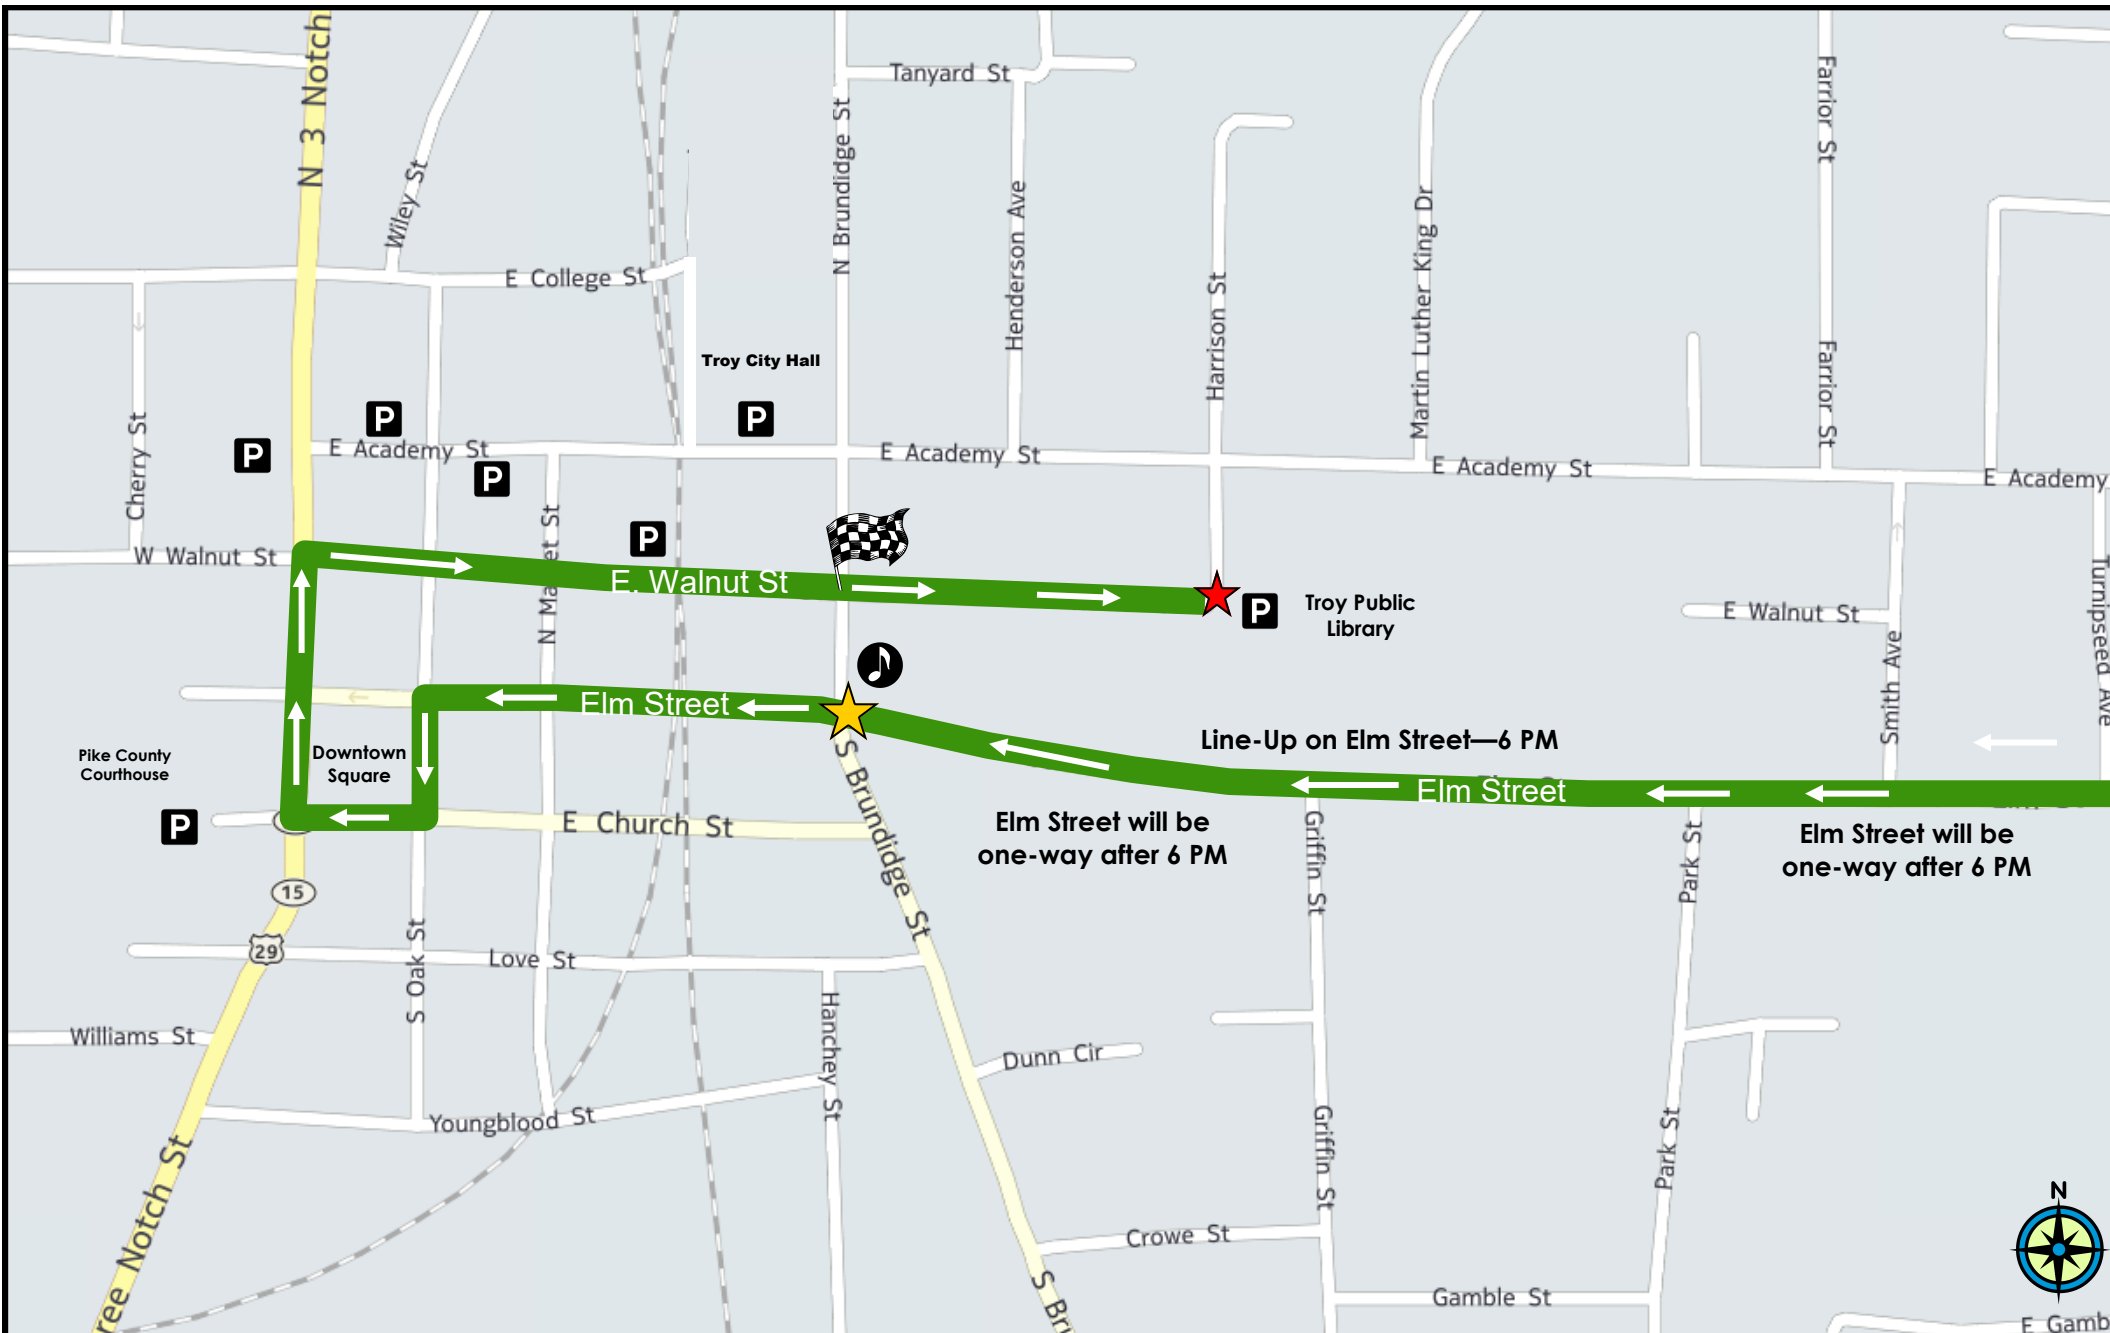 N 3 Notch
Wiley St
Tanyard St
N Brundidge St
Henderson Ave
Harrison St
Martin Luther King Dr
Farrior St
Farrior St
E College St
Troy City Hall
P
P
P
P
E Academy St
E Academy St
E Academy St
E Academy
Cherry St
W Walnut St
P
E. Walnut St
P
Troy Public
Library
E Walnut St
Smith Ave
Turnipseed Ave
Elm Street
Line-Up on Elm Street—6 PM
Elm Street
Pike County
Courthouse
Downtown
Square
P
E Church St
S Brundidge St
Elm Street will be
one-way after 6 PM
Elm Street will be
one-way after 6 PM
Griffin St
Park St
15
29
S Oak St
Love St
Williams St
Hanchey St
Dunn Cir
Youngblood St
Griffin St
Park St
ree Notch St
Crowe St
S Bru
Gamble St
N
E Gamb